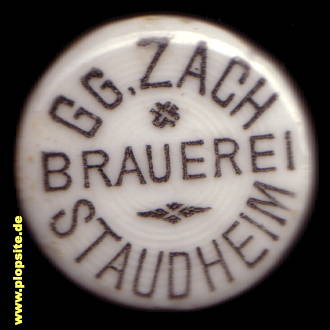 GG. ZACH
BRAUEREI
STAUDHEIM
www.plopsite.de